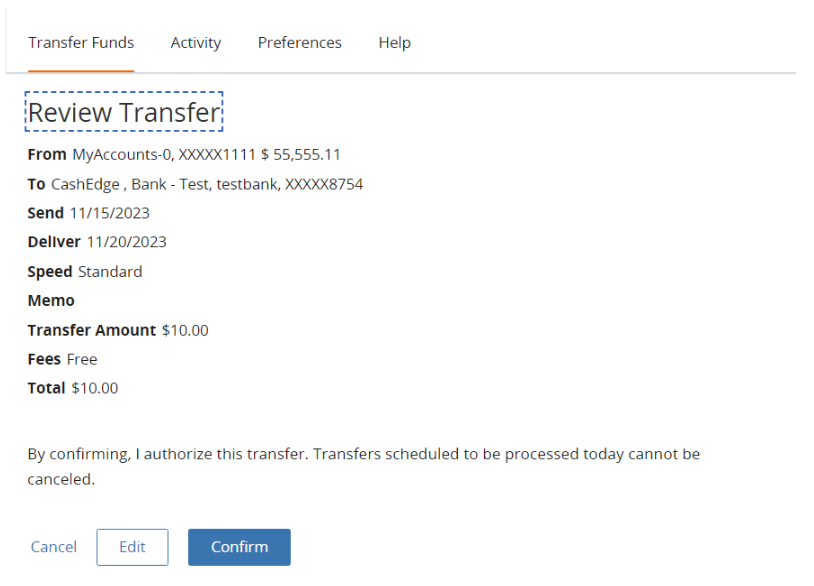 Transfer Funds Activity Preferences Help
Review Transfer
From MyAccounts-0, XXXXX1111 $ 55,555.11
To CashEdge , Bank - Test, testbank, XXXXX8754
Send 11/15/2023
Deliver 11/20/2023
Speed Standard
Memo
Transfer Amount $10.00
Fees Free
Total $10.00
By confirming, I authorize this transfer. Transfers scheduled to be processed today cannot be
canceled.
Cancel Edit Confirm